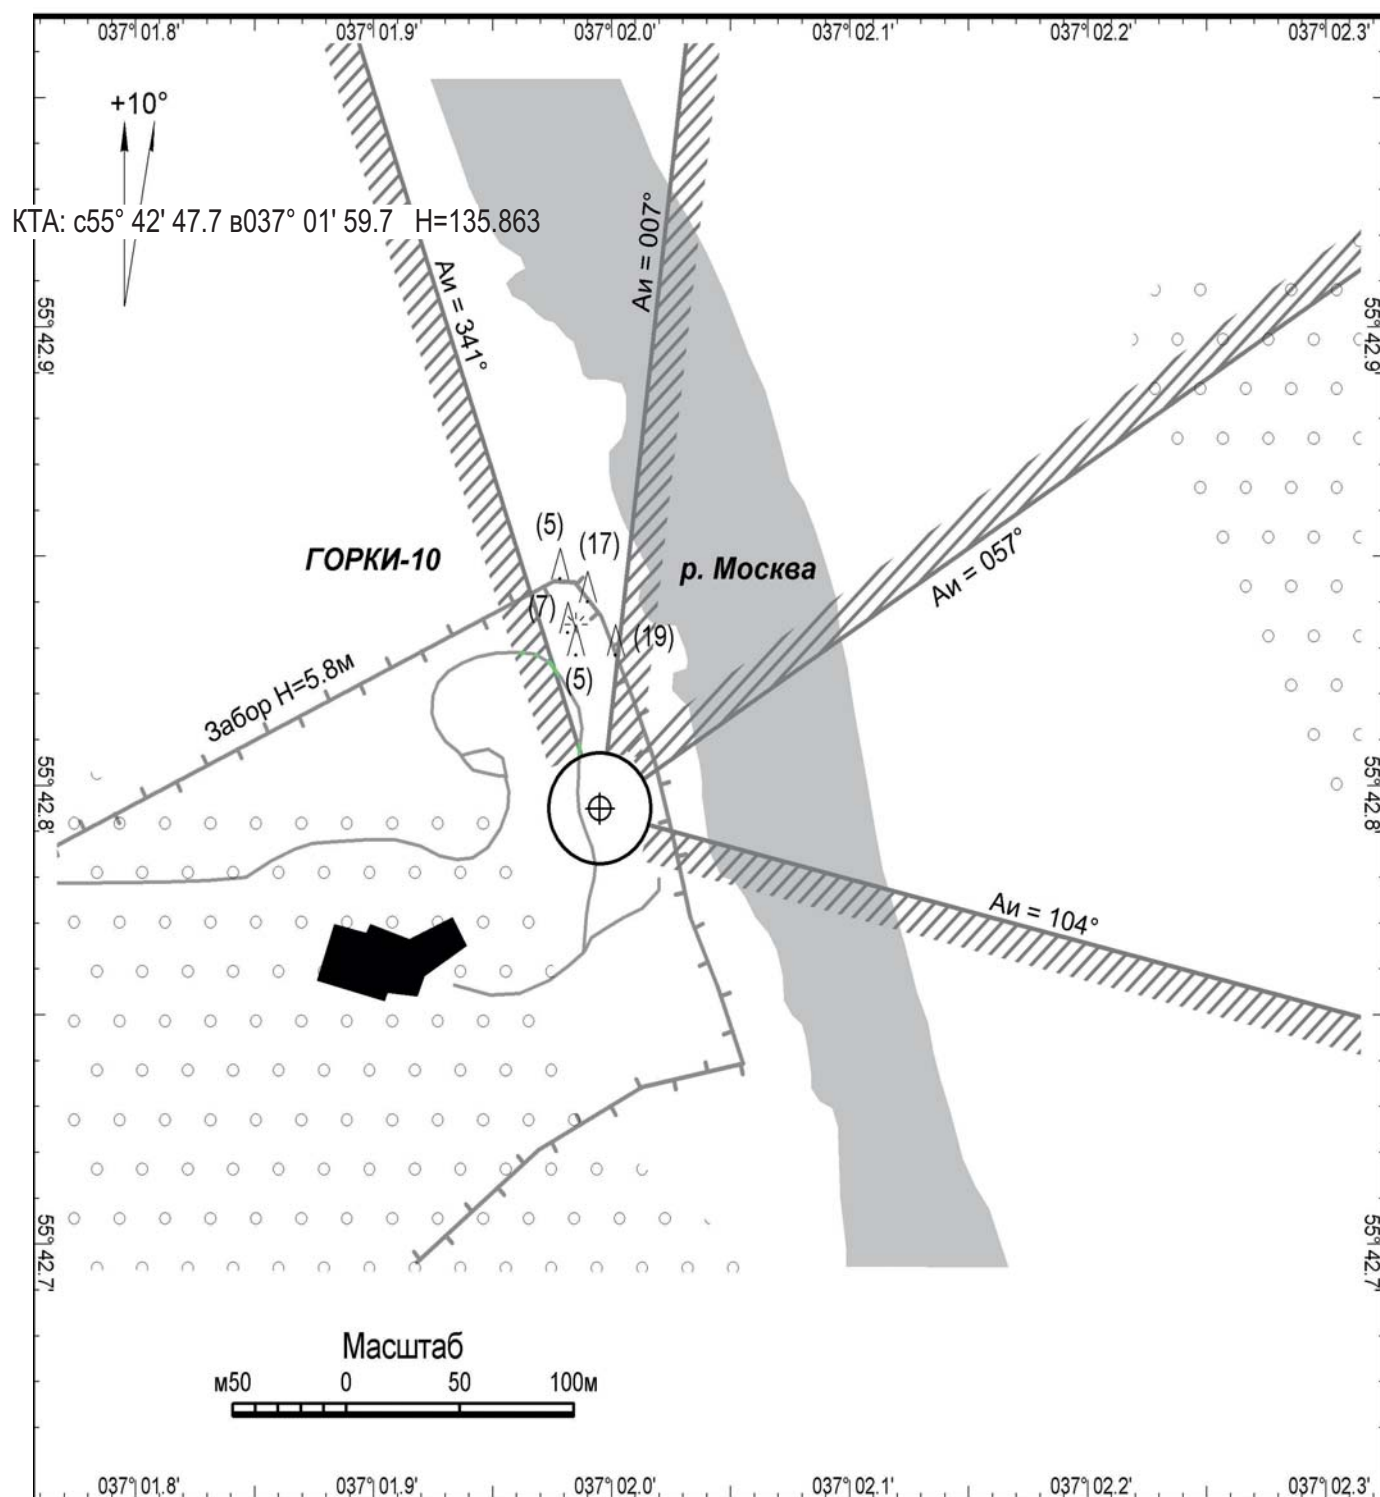 037° 01.8' 037° 01.9' 037° 02.0' 037° 02.1' 037° 02.2' 037° 02.3'
+10°
КТА: с55° 42' 47.7 в037° 01' 59.7 Н=135.863
Аи = 007°
Аи = 341°
55° 42.9'
55° 42.9'
(5)
(17)
ГОРКИ-10
р. Москва
Аи = 057°
(7)
(19)
(5)
Забор Н=5.8м
55° 42.8'
55° 42.8'
Аи = 104°
55° 42.7'
55° 42.7'
Масштаб
м50 0 50 100м
037° 01.8' 037° 01.9' 037° 02.0' 037° 02.1' 037° 02.2' 037° 02.3'